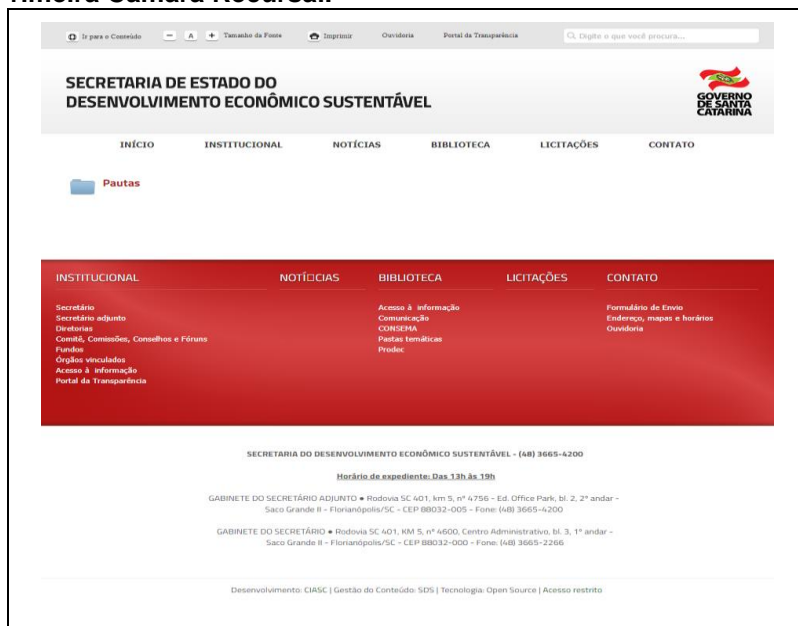 Primeira Câmara Recursal.
Ir para o Conteúdo
− A + Tamanho da Fonte
Imprimir
Ouvidoria
Portal da Transparência
Digite o que você procura...
SECRETARIA DE ESTADO DO
DESENVOLVIMENTO ECONÔMICO SUSTENTÁVEL
GOVERNO
DE SANTA
CATARINA
INÍCIO INSTITUCIONAL NOTÍCIAS BIBLIOTECA LICITAÇÕES CONTATO
Pautas
INSTITUCIONAL
Secretário
Secretário adjunto
Diretorias
Comitê, Comissões, Conselhos e Fóruns
Fundos
Órgãos vinculados
Acesso à informação
Portal da Transparência
NOTÍ□CIAS
BIBLIOTECA
Acesso à informação
Comunicação
CONSEMA
Pastas temáticas
Prodec
LICITAÇÕES
CONTATO
Formulário de Envio
Endereço, mapas e horários
Ouvidoria
SECRETARIA DO DESENVOLVIMENTO ECONÔMICO SUSTENTÁVEL - (48) 3665-4200
Horário de expediente: Das 13h às 19h
GABINETE DO SECRETÁRIO ADJUNTO • Rodovia SC 401, km 5, nº 4756 - Ed. Office Park, bl. 2, 2º andar -
Saco Grande II - Florianópolis/SC - CEP 88032-005 - Fone: (48) 3665-4200
GABINETE DO SECRETÁRIO • Rodovia SC 401, KM 5, nº 4600, Centro Administrativo, bl. 3, 1º andar -
Saco Grande II - Florianópolis/SC - CEP 88032-000 - Fone: (48) 3665-2266
Desenvolvimento: CIASC | Gestão do Conteúdo: SDS | Tecnologia: Open Source | Acesso restrito